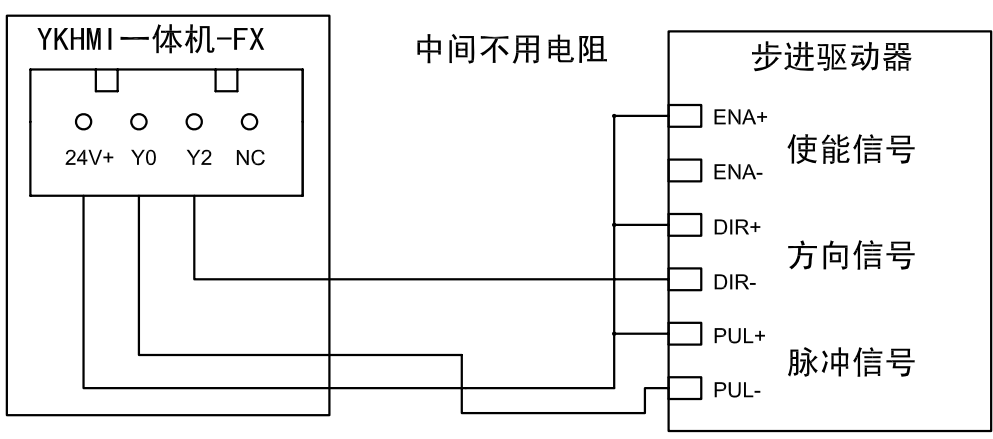 YKHMI一体机-FX
中间不用电阻
步进驱动器
24V+ Y0 Y2 NC
ENA+
使能信号
ENA-
DIR+
方向信号
DIR-
PUL+
脉冲信号
PUL-